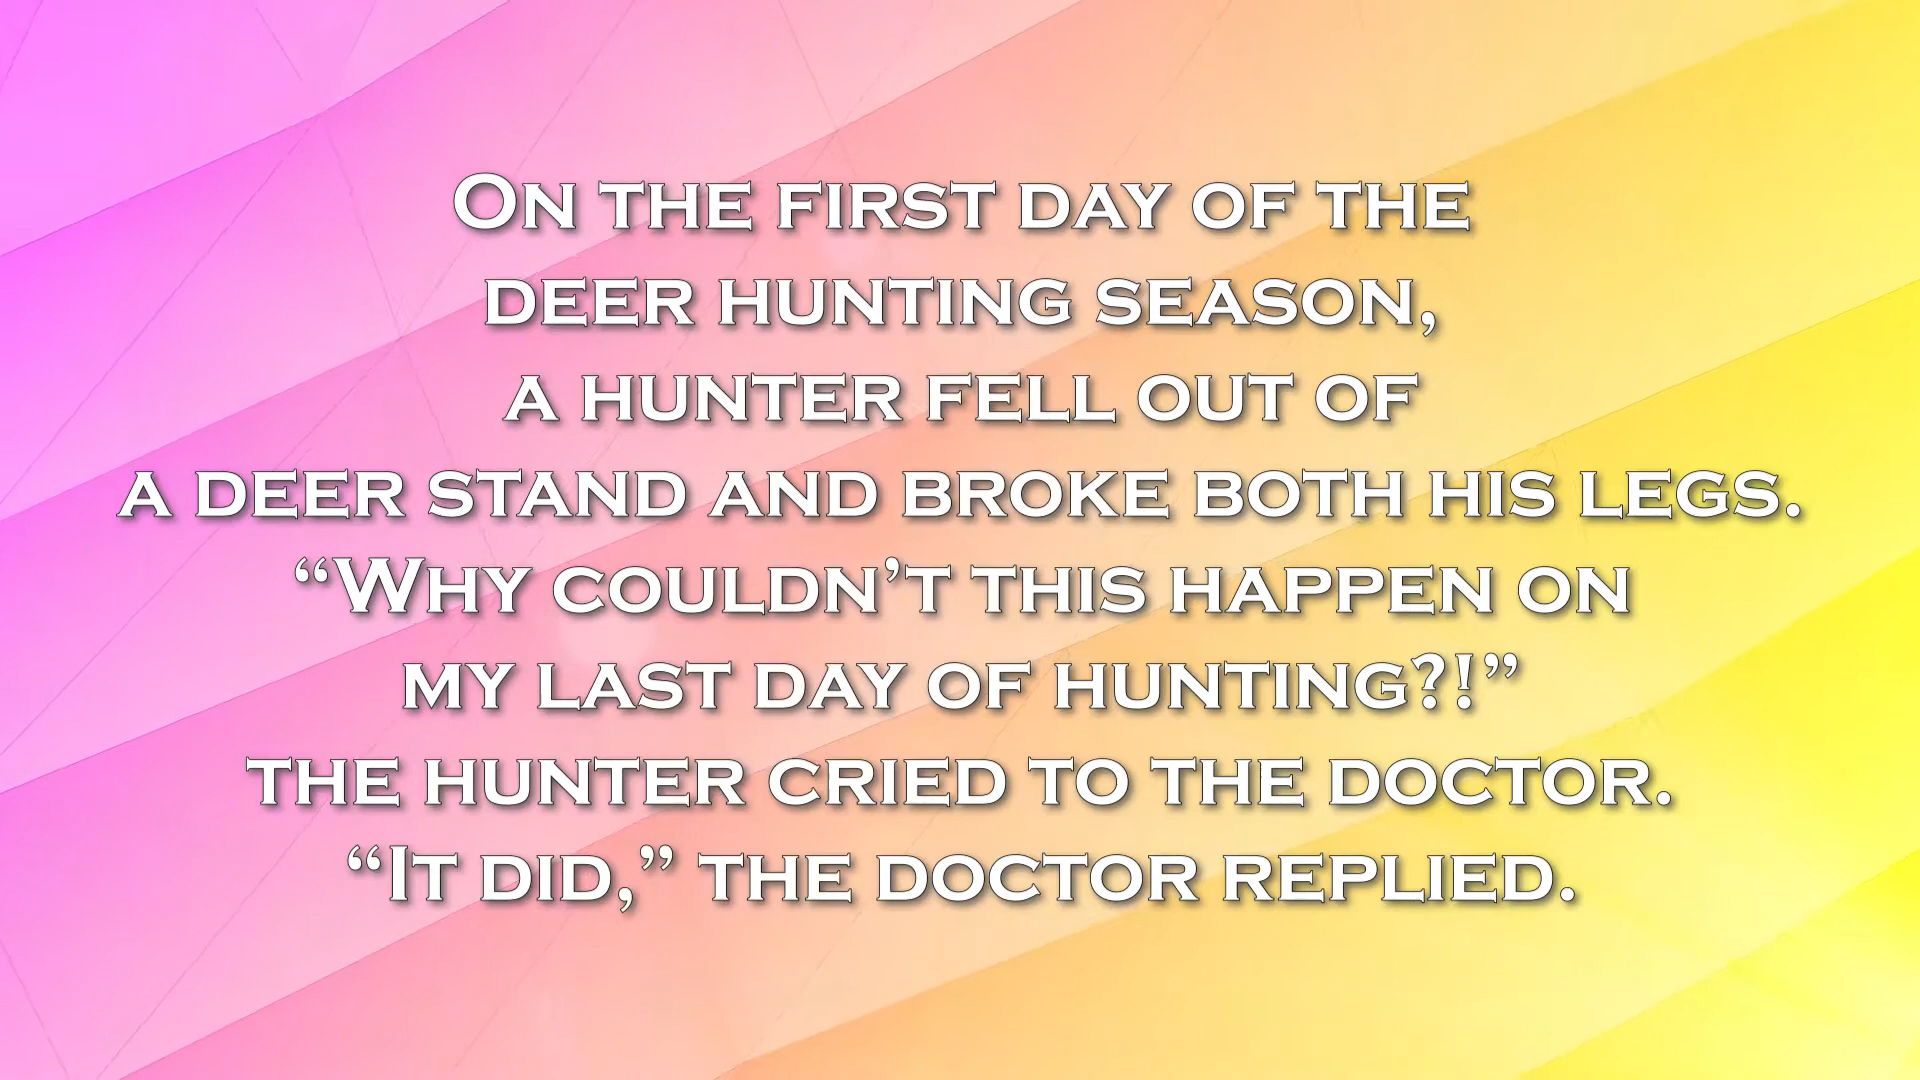 On the first day of the
deer hunting season,
a hunter fell out of
a deer stand and broke both his legs.
“Why couldn’t this happen on
my last day of hunting?!”
the hunter cried to the doctor.
“It did,” the doctor replied.